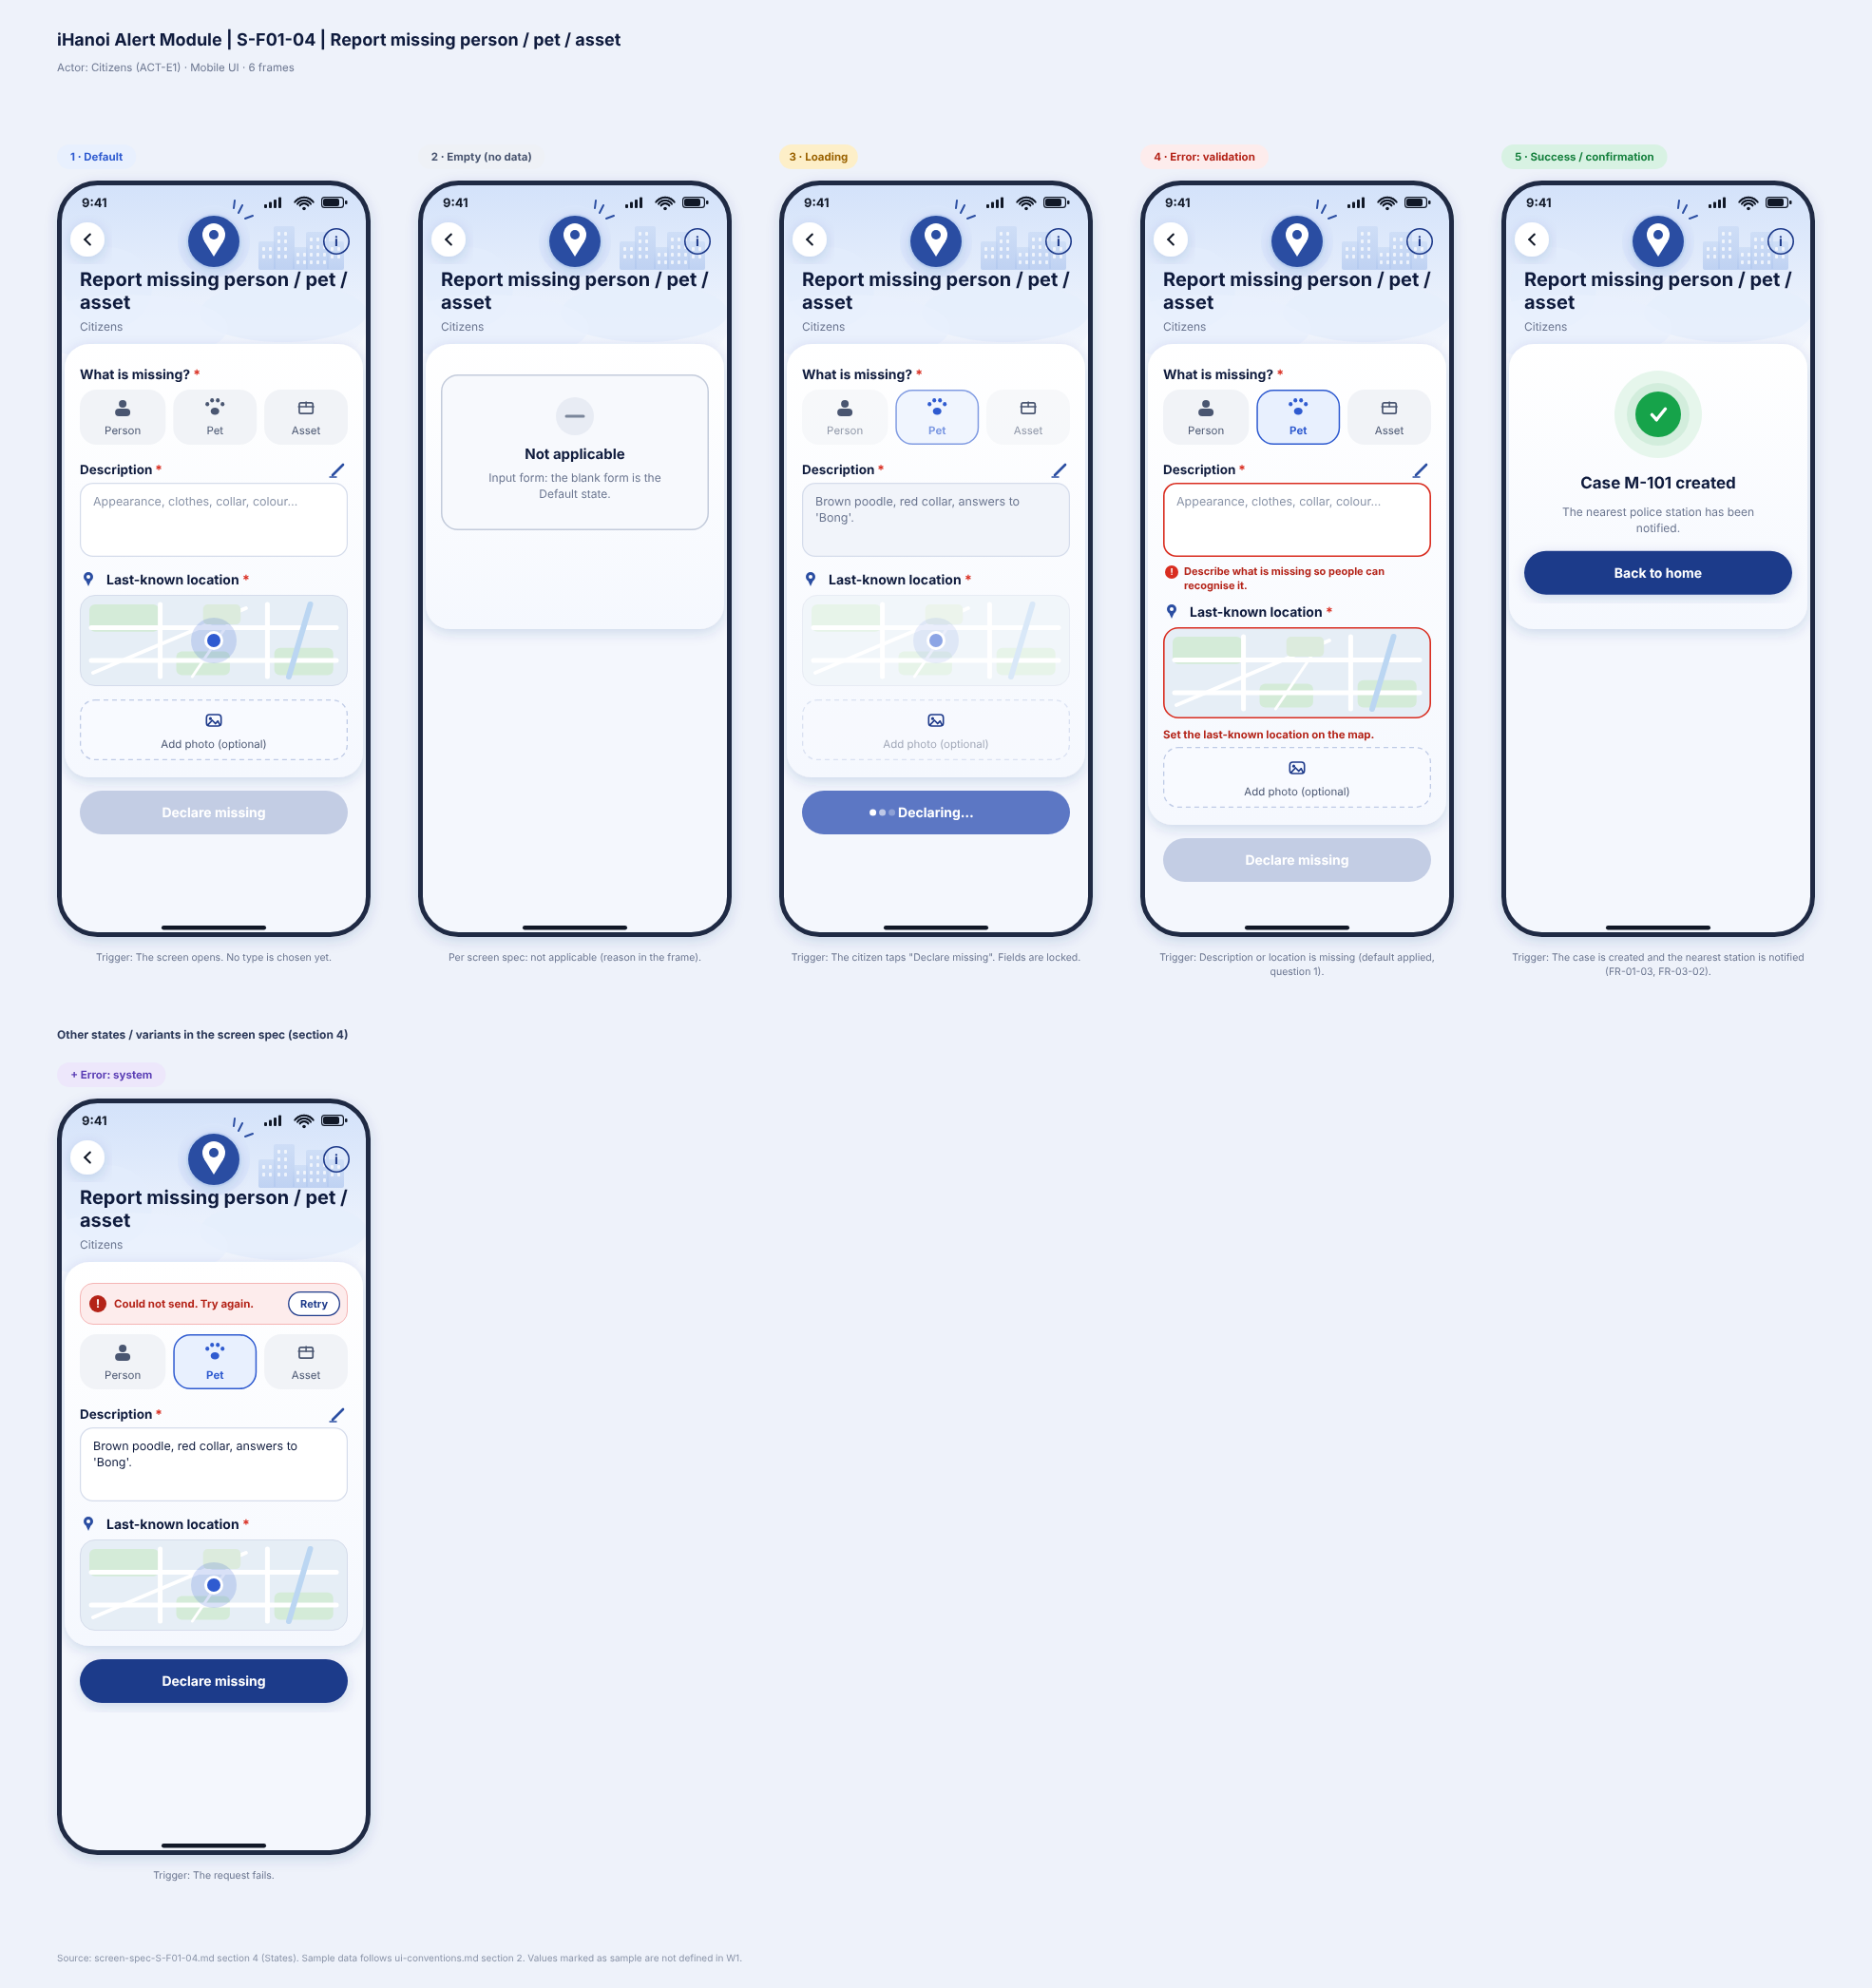 iHanoi Alert Module | S-F01-04 | Report missing person / pet / asset
Actor: Citizens (ACT-E1) · Mobile UI · 6 frames
1 · Default
9:41
i
Report missing person / pet /
asset
Citizens
What is missing? *
Person
Pet
Asset
Description *
Appearance, clothes, collar, colour...
Last-known location *
Add photo (optional)
Declare missing
Trigger: The screen opens. No type is chosen yet.
2 · Empty (no data)
9:41
i
Report missing person / pet /
asset
Citizens
Not applicable
Input form: the blank form is the
Default state.
Per screen spec: not applicable (reason in the frame).
3 · Loading
9:41
i
Report missing person / pet /
asset
Citizens
What is missing? *
Person
Pet
Asset
Description *
Brown poodle, red collar, answers to
'Bong'.
Last-known location *
Add photo (optional)
Declaring...
Trigger: The citizen taps "Declare missing". Fields are locked.
4 · Error: validation
9:41
i
Report missing person / pet /
asset
Citizens
What is missing? *
Person
Pet
Asset
Description *
Appearance, clothes, collar, colour...
! Describe what is missing so people can
recognise it.
Last-known location *
Set the last-known location on the map.
Add photo (optional)
Declare missing
Trigger: Description or location is missing (default applied,
question 1).
5 · Success / confirmation
9:41
i
Report missing person / pet /
asset
Citizens
Case M-101 created
The nearest police station has been
notified.
Back to home
Trigger: The case is created and the nearest station is notified
(FR-01-03, FR-03-02).
Other states / variants in the screen spec (section 4)
+ Error: system
9:41
i
Report missing person / pet /
asset
Citizens
! Could not send. Try again.
Retry
Person
Pet
Asset
Description *
Brown poodle, red collar, answers to
'Bong'.
Last-known location *
Declare missing
Trigger: The request fails.
Source: screen-spec-S-F01-04.md section 4 (States). Sample data follows ui-conventions.md section 2. Values marked as sample are not defined in W1.